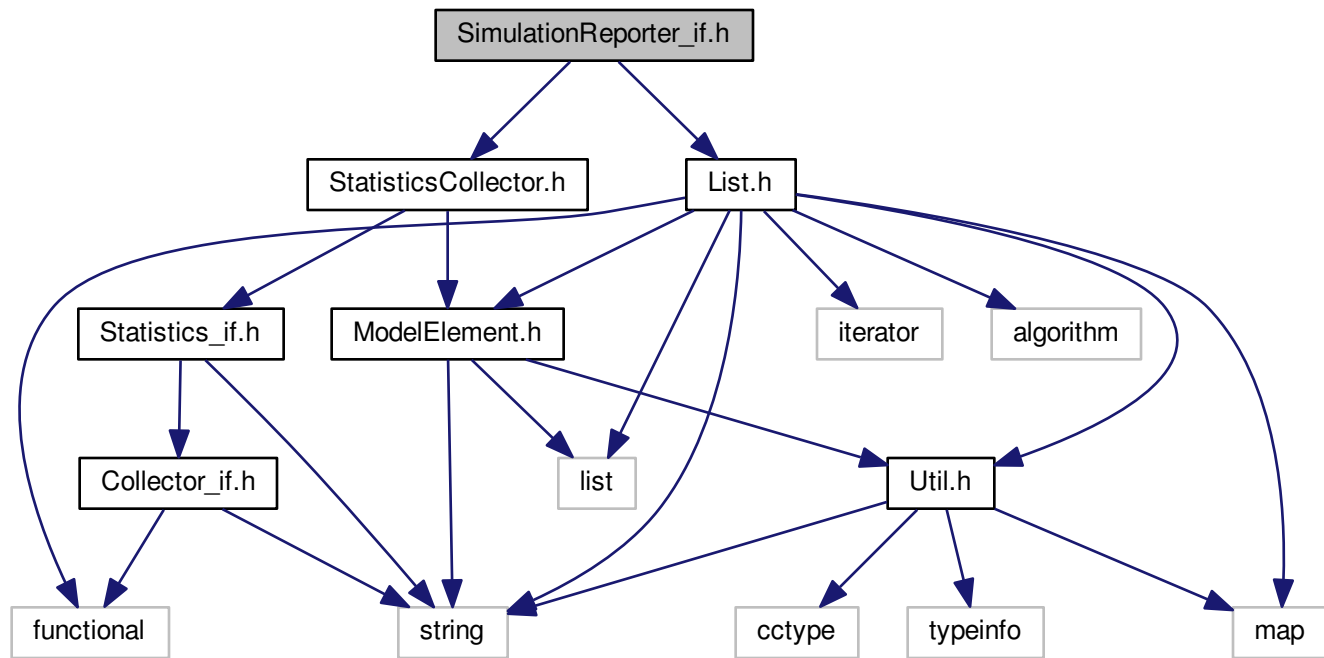 SimulationReporter_if.h
StatisticsCollector.h
List.h
Statistics_if.h
ModelElement.h
iterator
algorithm
Collector_if.h
list
Util.h
functional
string
cctype
typeinfo
map